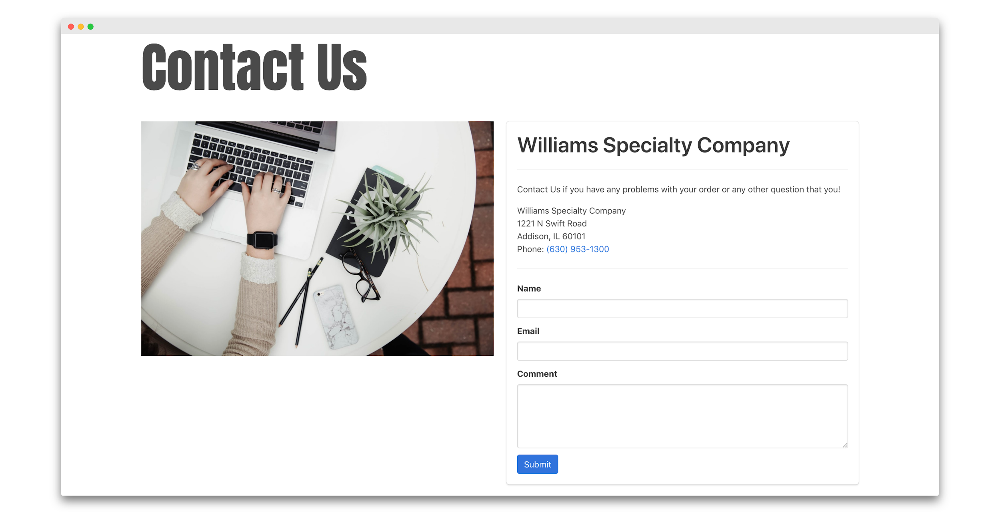 Contact Us
Williams Specialty Company
Contact Us if you have any problems with your order or any other question that you!
Williams Specialty Company
1221 N Swift Road
Addison, IL 60101
Phone: (630) 953-1300
Name
Email
Comment
Submit